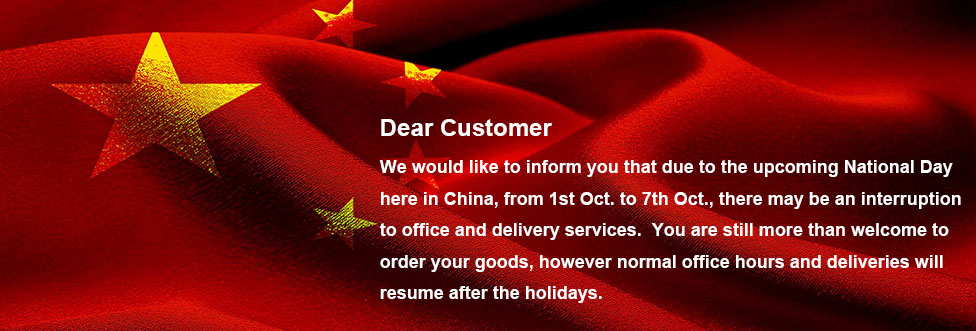 Dear Customer
We would like to inform you that due to the upcoming National Day
here in China, from 1st Oct. to 7th Oct., there may be an interruption
to office and delivery services.  You are still more than welcome to
order your goods, however normal office hours and deliveries will
resume after the holidays.